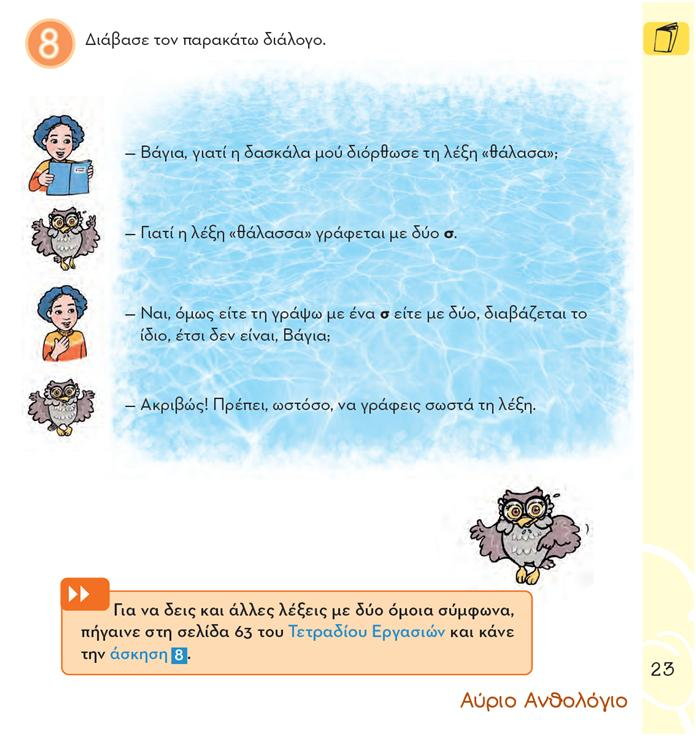 8 Διάβασε τον παρακάτω διάλογο.
– Βάγια, γιατί η δασκάλα μού διόρθωσε τη λέξη «θάλασα»;
– Γιατί η λέξη «θάλασσα» γράφεται με δύο σ.
– Ναι, όμως είτε τη γράψω με ένα σ είτε με δύο, διαβάζεται το
ίδιο, έτσι δεν είναι, Βάγια;
– Ακριβώς! Πρέπει, ωστόσο, να γράφεις σωστά τη λέξη.
Για να δεις και άλλες λέξεις με δύο όμοια σύμφωνα,
πήγαινε στη σελίδα 63 του Τετραδίου Εργασιών και κάνε
την άσκηση 8.
23
Αύριο Ανθολόγιο